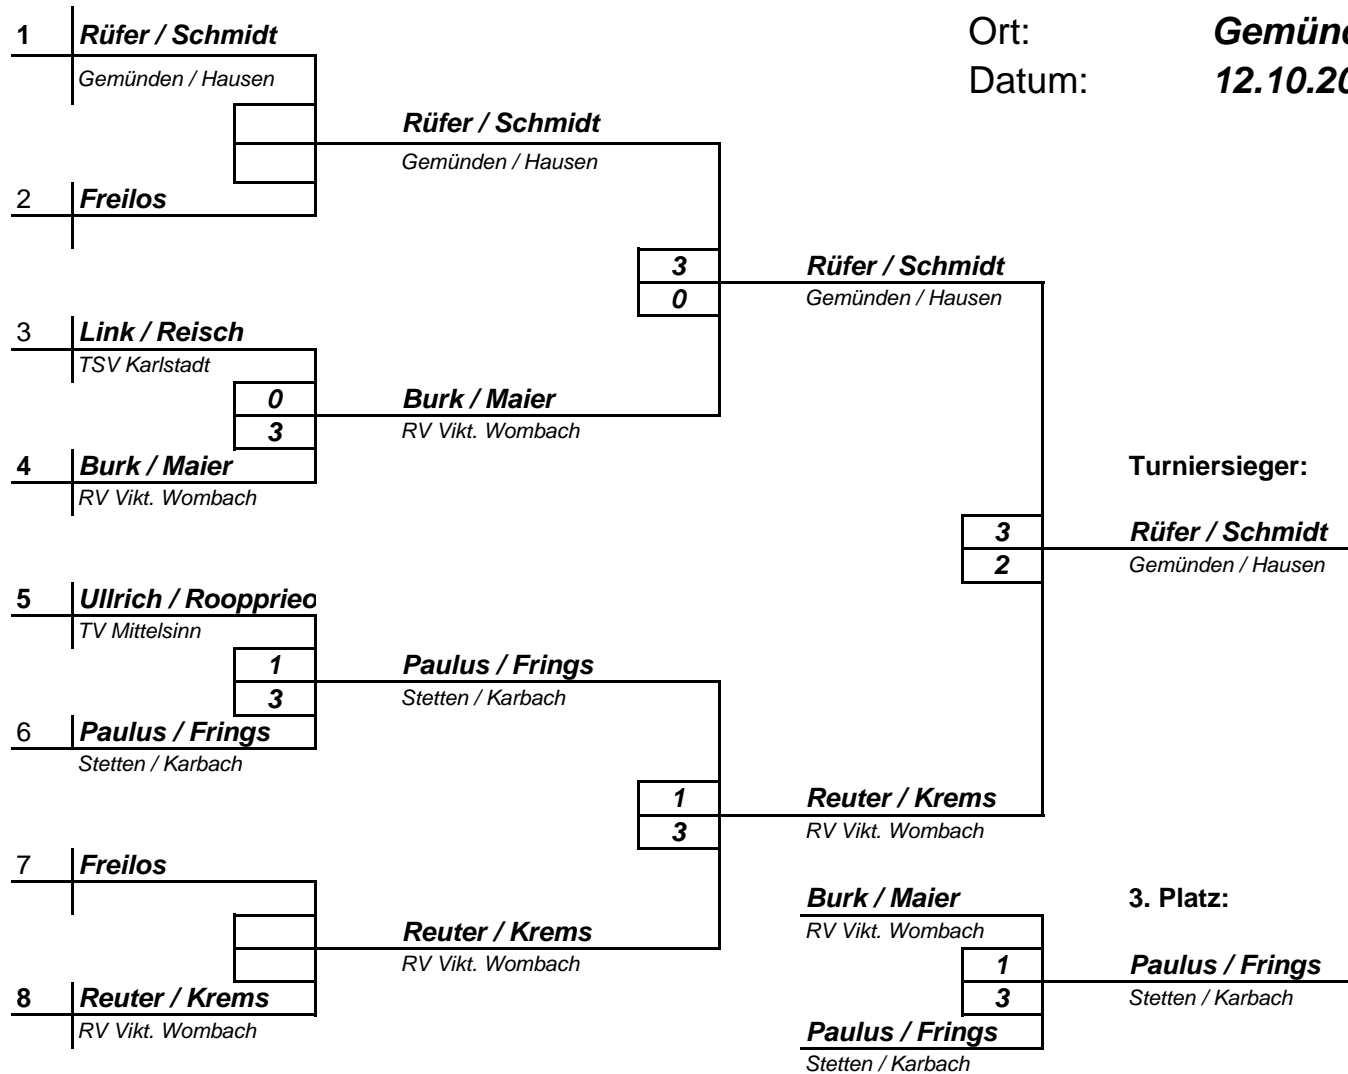 Ort: Gemünd
Datum: 12.10.20
1 Rüfer / Schmidt
Gemünden / Hausen
Rüfer / Schmidt
Gemünden / Hausen
2 Freilos
3
0
Rüfer / Schmidt
Gemünden / Hausen
3 Link / Reisch
TSV Karlstadt
0
3
Burk / Maier
RV Vikt. Wombach
4 Burk / Maier
RV Vikt. Wombach
Turniersieger:
3
2
Rüfer / Schmidt
Gemünden / Hausen
5 Ullrich / Roopprieo
TV Mittelsinn
1
3
Paulus / Frings
Stetten / Karbach
6 Paulus / Frings
Stetten / Karbach
1
3
Reuter / Krems
RV Vikt. Wombach
7 Freilos
Reuter / Krems
RV Vikt. Wombach
8 Reuter / Krems
RV Vikt. Wombach
3. Platz:
Burk / Maier
RV Vikt. Wombach
1
3
Paulus / Frings
Stetten / Karbach
Paulus / Frings
Stetten / Karbach